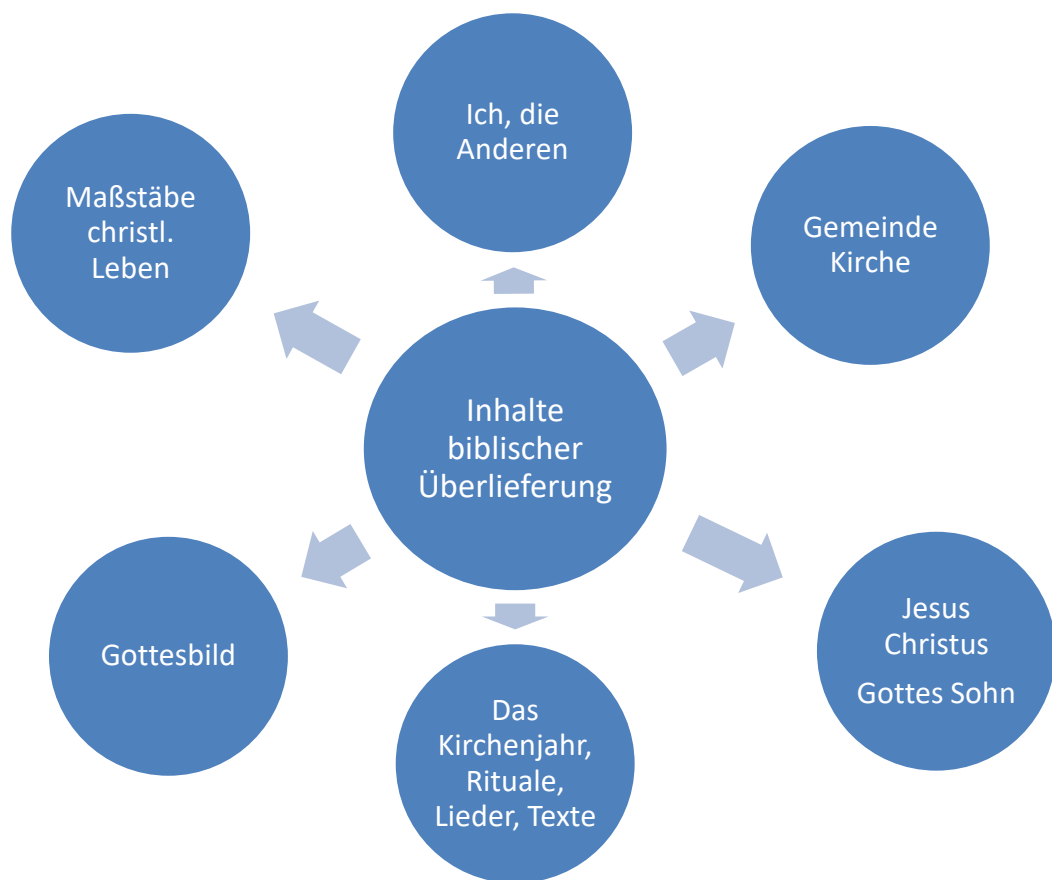 Ich, die
Anderen
Maßstäbe
christl.
Leben
Gemeinde
Kirche
Inhalte
biblischer
Überlieferung
Gottesbild
Jesus
Christus
Gottes Sohn
Das
Kirchenjahr,
Rituale,
Lieder, Texte